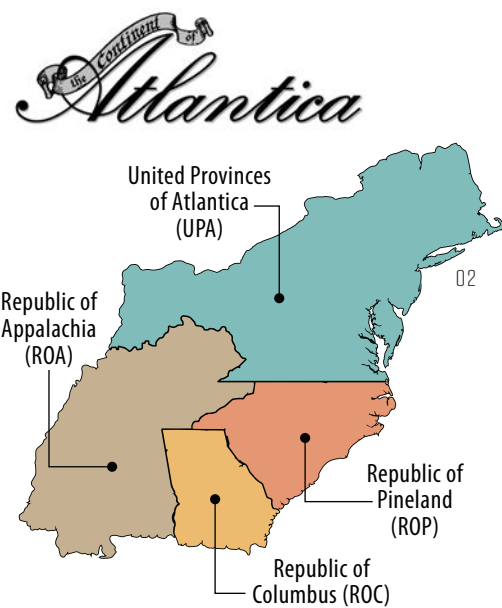 the Continent of
Atlantica
United Provinces
of Atlantica
(UPA)
02
Republic of
Appalachia
(ROA)
Republic of
Pineland
(ROP)
Republic of
Columbus (ROC)